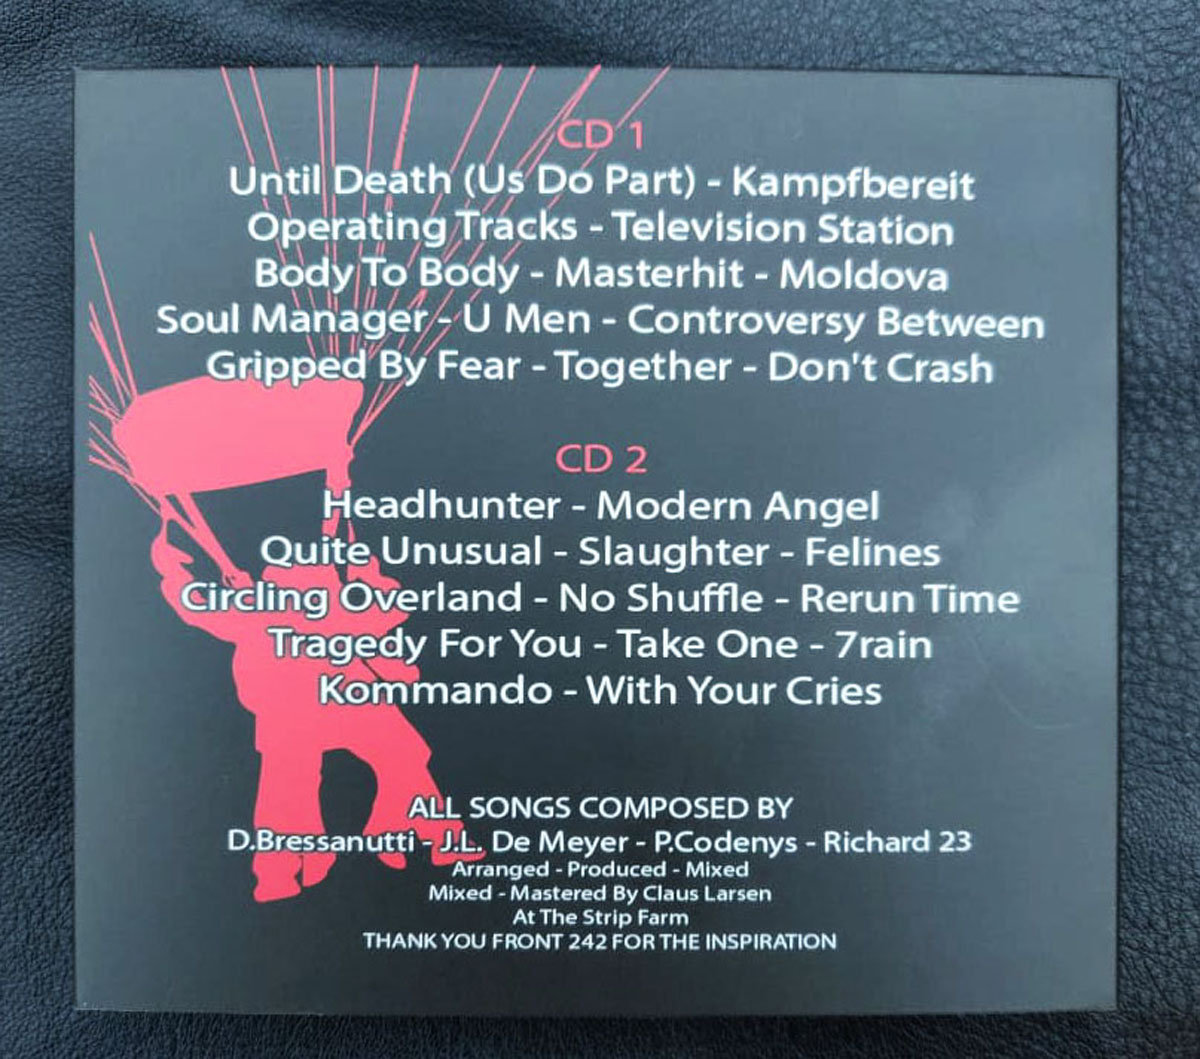 CD 1
Until Death (Us Do Part) - Kampfbereit
Operating Tracks - Television Station
Body To Body - Masterhit - Moldova
Soul Manager - U Men - Controversy Between
Gripped By Fear - Together - Don't Crash
CD 2
Headhunter - Modern Angel
Quite Unusual - Slaughter - Felines
Circling Overland - No Shuffle - Rerun Time
Tragedy For You - Take One - 7rain
Kommando - With Your Cries
ALL SONGS COMPOSED BY
D.Bressanutti - J.L. De Meyer - P.Codenys - Richard 23
Arranged - Produced - Mixed
Mixed - Mastered By Claus Larsen
At The Strip Farm
THANK YOU FRONT 242 FOR THE INSPIRATION